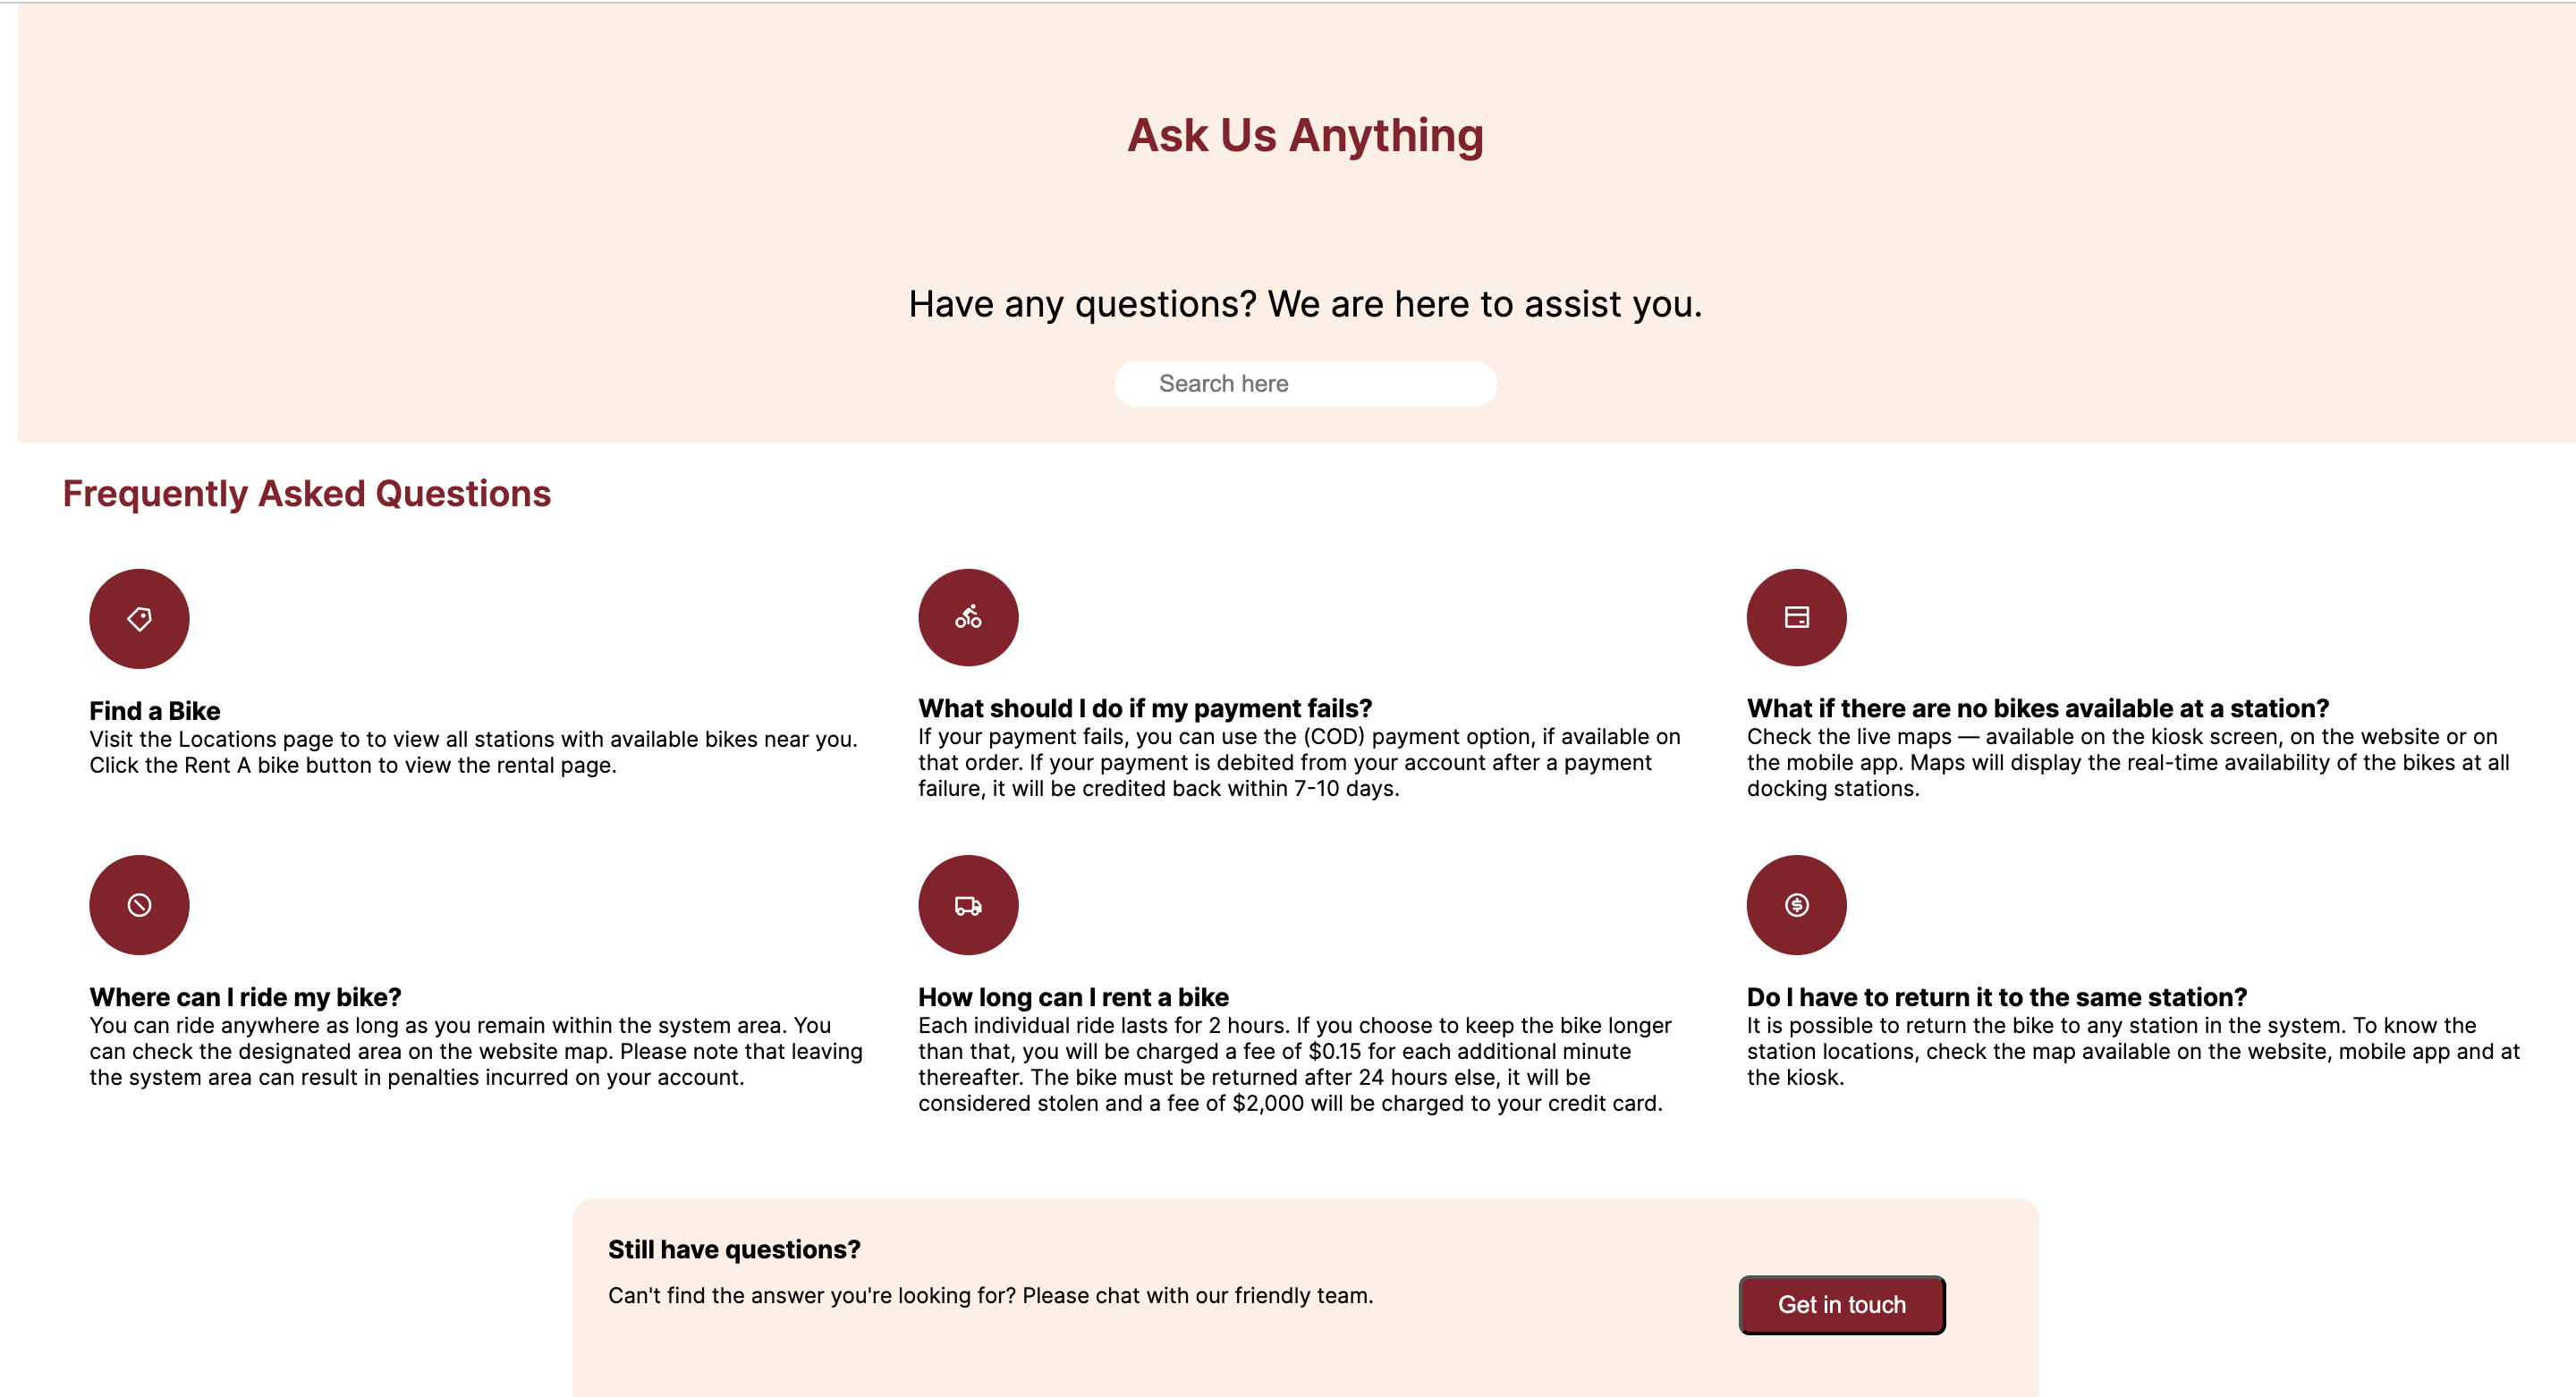 Ask Us Anything
Have any questions? We are here to assist you.
Search here
Frequently Asked Questions
Find a Bike
Visit the Locations page to to view all stations with available bikes near you.
Click the Rent A bike button to view the rental page.
What should I do if my payment fails?
If your payment fails, you can use the (COD) payment option, if available on
that order. If your payment is debited from your account after a payment
failure, it will be credited back within 7-10 days.
What if there are no bikes available at a station?
Check the live maps — available on the kiosk screen, on the website or on
the mobile app. Maps will display the real-time availability of the bikes at all
docking stations.
Where can I ride my bike?
You can ride anywhere as long as you remain within the system area. You
can check the designated area on the website map. Please note that leaving
the system area can result in penalties incurred on your account.
How long can I rent a bike
Each individual ride lasts for 2 hours. If you choose to keep the bike longer
than that, you will be charged a fee of $0.15 for each additional minute
thereafter. The bike must be returned after 24 hours else, it will be
considered stolen and a fee of $2,000 will be charged to your credit card.
Do I have to return it to the same station?
It is possible to return the bike to any station in the system. To know the
station locations, check the map available on the website, mobile app and at
the kiosk.
Still have questions?
Can't find the answer you're looking for? Please chat with our friendly team.
Get in touch